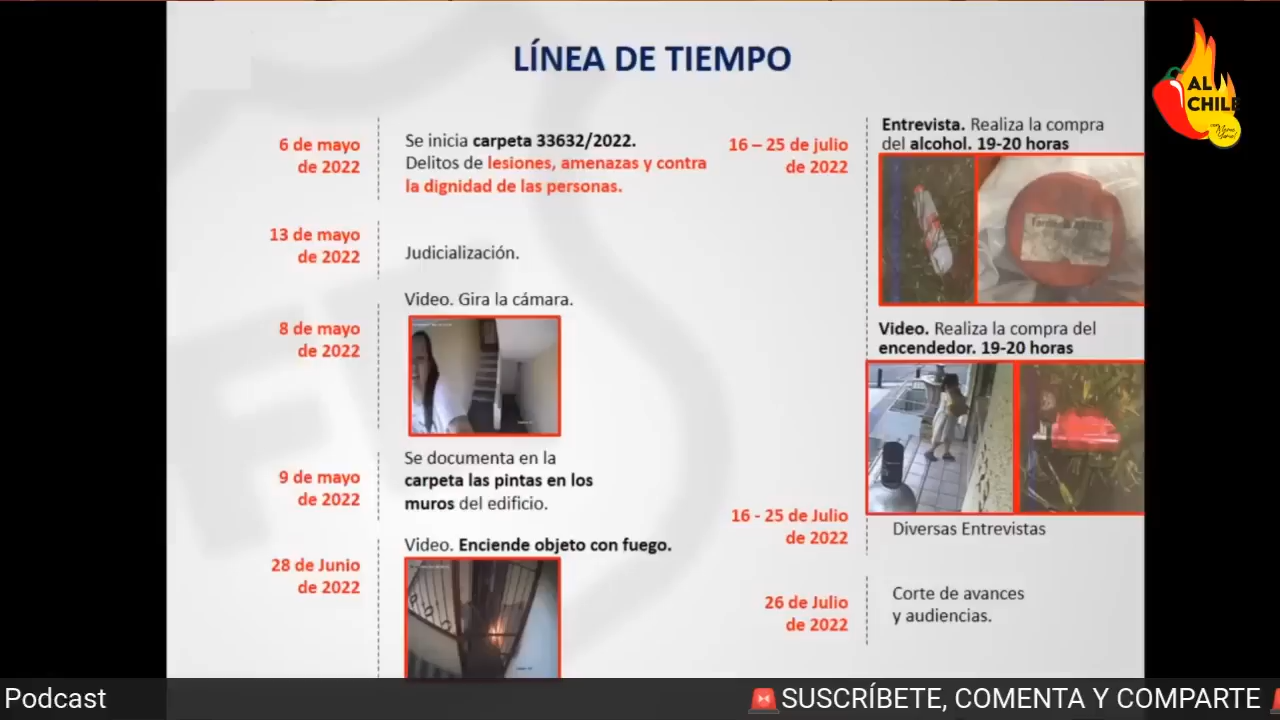 LÍNEA DE TIEMPO
6 de mayo
de 2022
Se inicia carpeta 33632/2022.
Delitos de lesiones, amenazas y contra
la dignidad de las personas.
13 de mayo
de 2022
Judicialización.
8 de mayo
de 2022
Video. Gira la cámara.
9 de mayo
de 2022
Se documenta en la
carpeta las pintas en los
muros del edificio.
28 de Junio
de 2022
Video. Enciende objeto con fuego.
16 – 25 de julio
de 2022
Entrevista. Realiza la compra
del alcohol. 19-20 horas
Video. Realiza la compra del
encendedor. 19-20 horas
16 - 25 de Julio
de 2022
Diversas Entrevistas
26 de Julio
de 2022
Corte de avances
y audiencias.
AL
CHILE
Podcast
SUSCRÍBETE, COMENTA Y COMPARTE